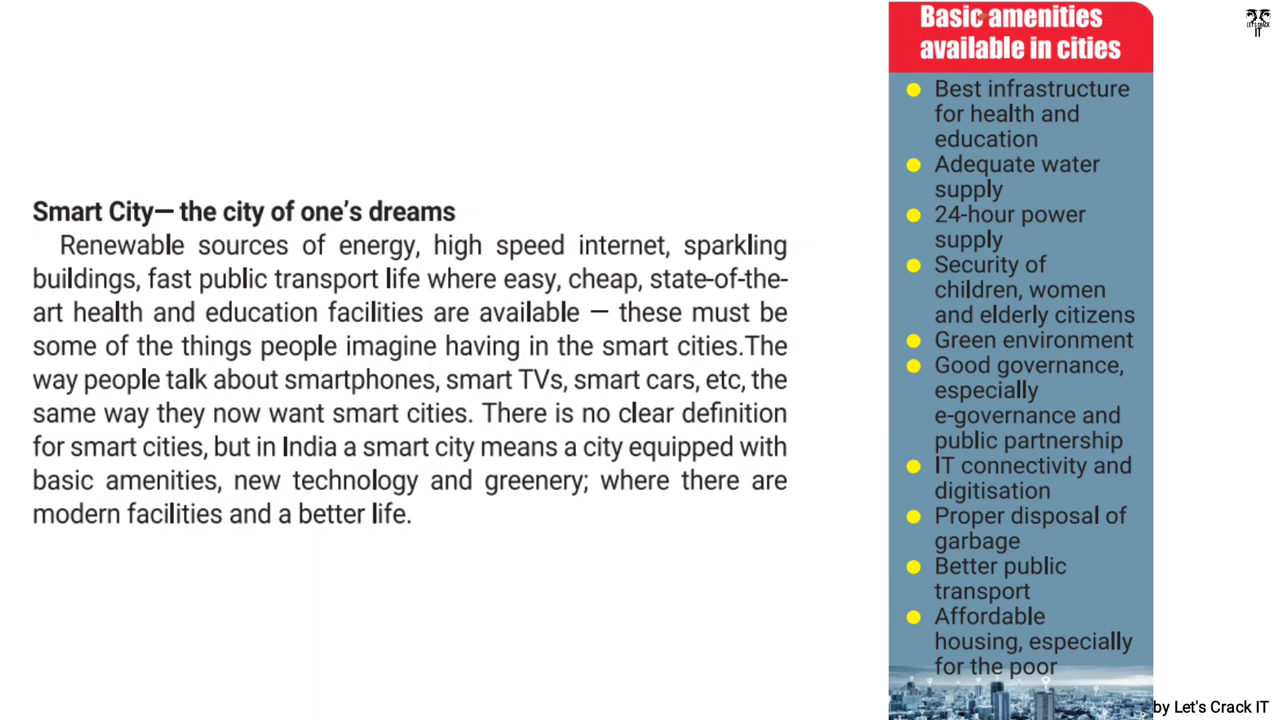 Smart City— the city of one's dreams
Renewable sources of energy, high speed internet, sparkling
buildings, fast public transport life where easy, cheap, state-of-the-
art health and education facilities are available — these must be
some of the things people imagine having in the smart cities.The
way people talk about smartphones, smart TVs, smart cars, etc, the
same way they now want smart cities. There is no clear definition
for smart cities, but in India a smart city means a city equipped with
basic amenities, new technology and greenery; where there are
modern facilities and a better life.
Basic amenities
available in cities
Best infrastructure
for health and
education
Adequate water
supply
24-hour power
supply
Security of
children, women
and elderly citizens
Green environment
Good governance,
especially
e-governance and
public partnership
IT connectivity and
digitisation
Proper disposal of
garbage
Better public
transport
Affordable
housing, especially
for the poor
LET'S CRACK
IT
by Let's Crack IT